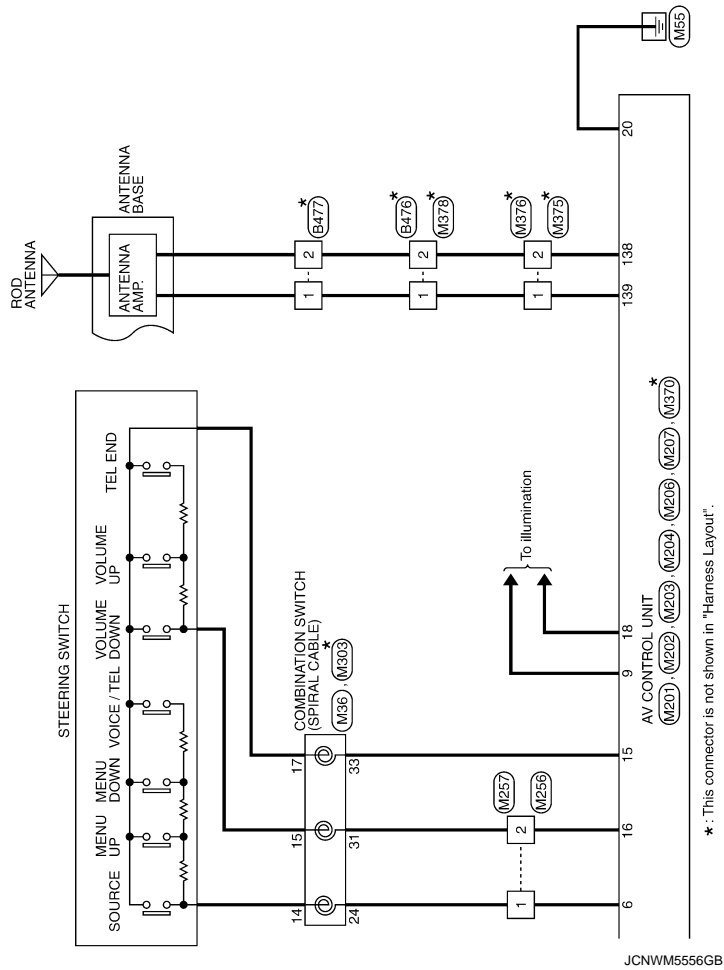 STEERING SWITCH
SOURCE
MENU UP
MENU DOWN
VOICE / TEL
VOLUME DOWN
VOLUME UP
TEL END
14
15
17
COMBINATION SWITCH
(SPIRAL CABLE)
M36 , M303 *
24
31
33
1
2
M257
M256
6
16
15
9
18
To illumination
ROD
ANTENNA
ANTENNA
BASE
ANTENNA
AMP.
1
2
* B477
1
2
* B476
* M378
1
2
* M376
* M375
139
138
20
M55
AV CONTROL UNIT
M201 , M202 , M203 , M204 , M206 , M207 , M370 *
* : This connector is not shown in "Harness Layout".
JCNWM5556GB